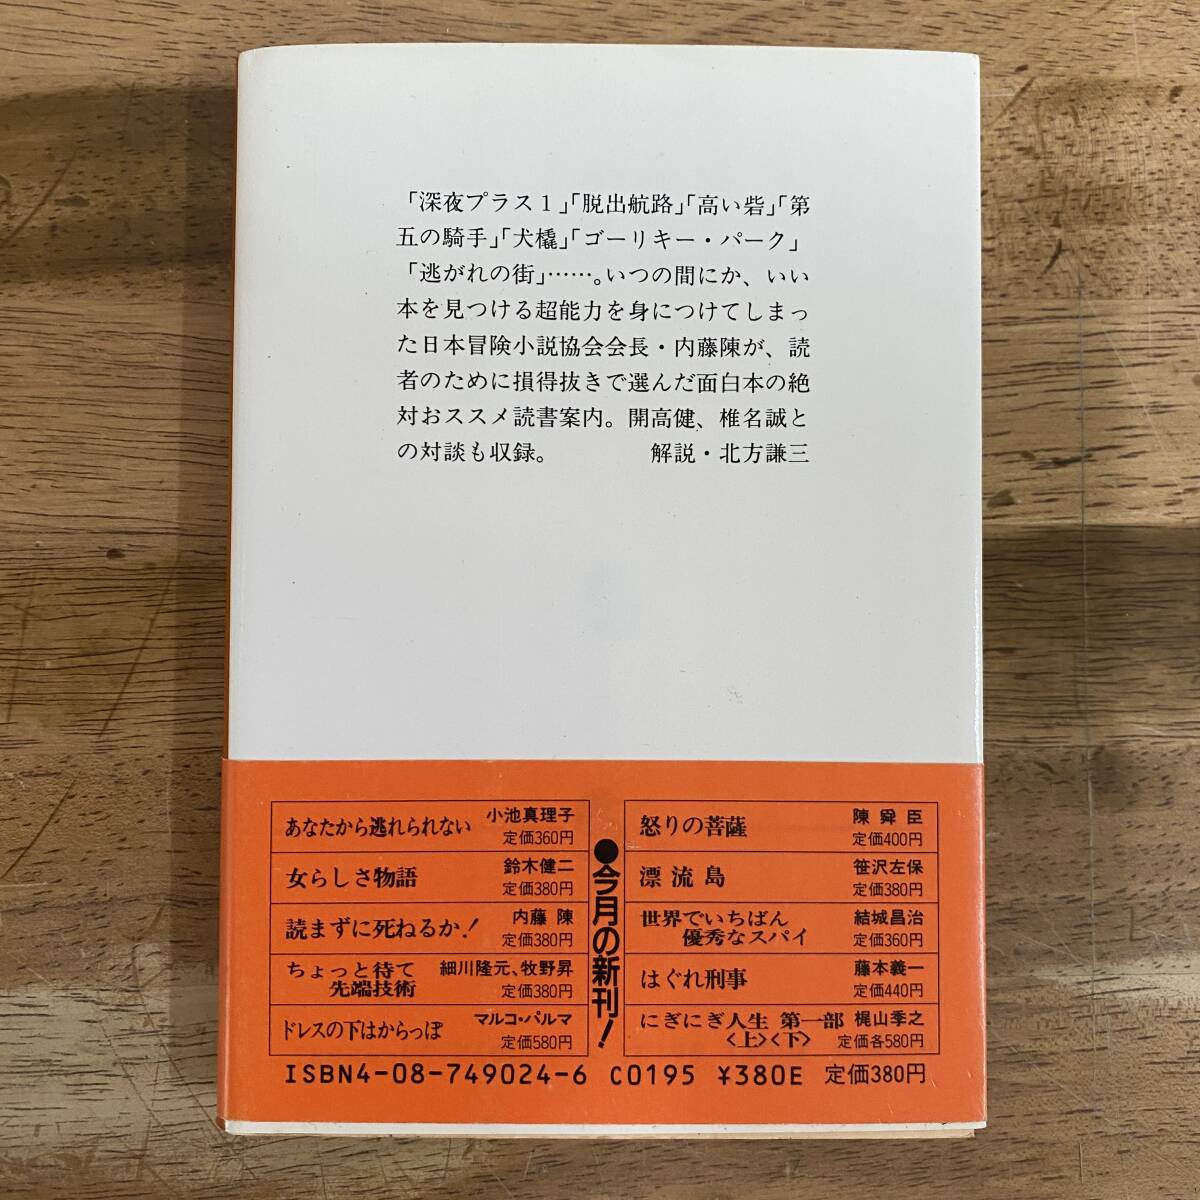 「深夜プラス１」「脱出航路」「高い砦」「第
五の騎手」「犬橇」「ゴーリキー・パーク」
「逃がれの街」……。いつの間にか、いい
本を見つける超能力を身につけてしまっ
た日本冒険小説協会会長・内藤陳が、読
者のために損得抜きで選んだ面白本の絶
対おススメ読書案内。開高健、椎名誠と
の対談も収録。 解説・北方謙三
あなたから逃れられない 小池真理子
定価360円
女らしさ物語 鈴木健二
定価380円
読まずに死ねるか！ 内藤 陳
定価380円
ちょっと待て 細川隆元、牧野昇
先端技術 定価380円
ドレスの下はからっぽ マルコ・パルマ
定価580円
●今月の新刊！
怒りの菩薩 陳舜臣
定価400円
漂流島 笹沢左保
定価380円
世界でいちばん 結城昌治
優秀なスパイ 定価360円
はぐれ刑事 藤本義一
定価440円
にぎにぎ人生 第一部 梶山季之
〈上〉〈下〉 定価各580円
ISBN4-08-749024-6 C0195 ¥380E 定価380円